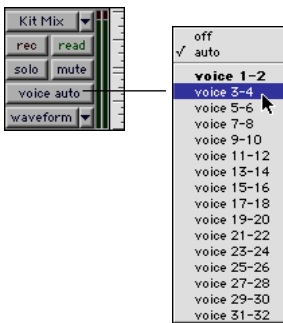 Kit Mix
rec read
solo mute
voice auto
waveform
off
√ auto
voice 1-2
voice 3-4
voice 5-6
voice 7-8
voice 9-10
voice 11-12
voice 13-14
voice 15-16
voice 17-18
voice 19-20
voice 21-22
voice 23-24
voice 25-26
voice 27-28
voice 29-30
voice 31-32